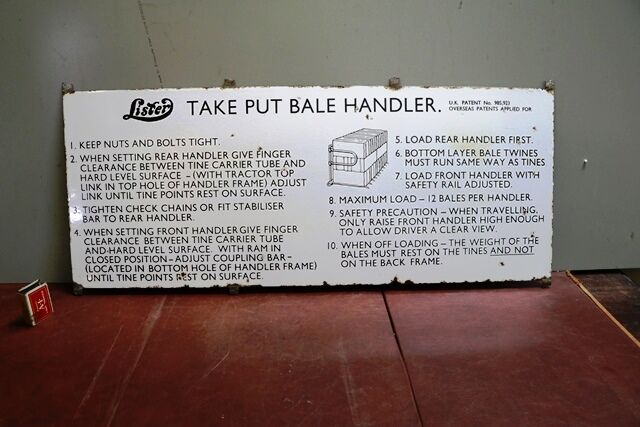 Lister TAKE PUT BALE HANDLER. U.K. PATENT No. 985,923
OVERSEAS PATENTS APPLIED FOR
1. KEEP NUTS AND BOLTS TIGHT.
2. WHEN SETTING REAR HANDLER GIVE FINGER
CLEARANCE BETWEEN TINE CARRIER TUBE AND
HARD LEVEL SURFACE – (WITH TRACTOR TOP
LINK IN TOP HOLE OF HANDLER FRAME) ADJUST
LINK UNTIL TINE POINTS REST ON SURFACE.
3. TIGHTEN CHECK CHAINS OR FIT STABILISER
BAR TO REAR HANDLER.
4. WHEN SETTING FRONT HANDLER GIVE FINGER
CLEARANCE BETWEEN TINE CARRIER TUBE
AND HARD LEVEL SURFACE. WITH RAM IN
CLOSED POSITION – ADJUST COUPLING BAR –
(LOCATED IN BOTTOM HOLE OF HANDLER FRAME)
UNTIL TINE POINTS REST ON SURFACE.
5. LOAD REAR HANDLER FIRST.
6. BOTTOM LAYER BALE TWINES
MUST RUN SAME WAY AS TINES
7. LOAD FRONT HANDLER WITH
SAFETY RAIL ADJUSTED.
8. MAXIMUM LOAD – 12 BALES PER HANDLER.
9. SAFETY PRECAUTION – WHEN TRAVELLING,
ONLY RAISE FRONT HANDLER HIGH ENOUGH
TO ALLOW DRIVER A CLEAR VIEW.
10. WHEN OFF LOADING – THE WEIGHT OF THE
BALES MUST REST ON THE TINES AND NOT
ON THE BACK FRAME.